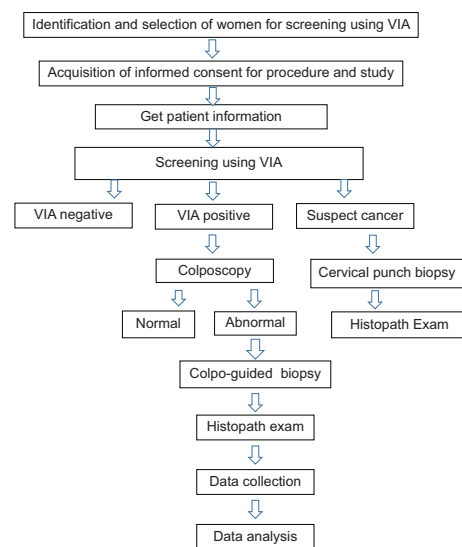 Identification and selection of women for screening using VIA
Acquisition of informed consent for procedure and study
Get patient information
Screening using VIA
VIA negative
VIA positive
Suspect cancer
Colposcopy
Cervical punch biopsy
Normal
Abnormal
Histopath Exam
Colpo-guided biopsy
Histopath exam
Data collection
Data analysis